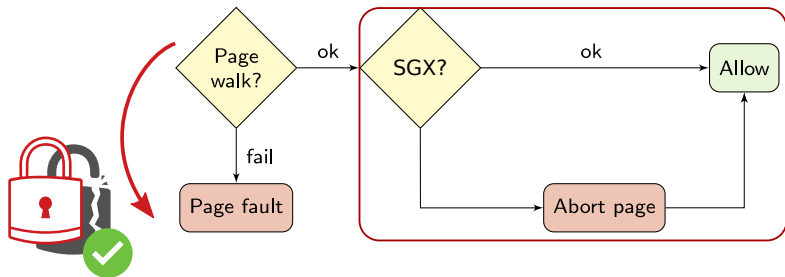 Page
walk?
ok
SGX?
ok
Allow
fail
Page fault
Abort page